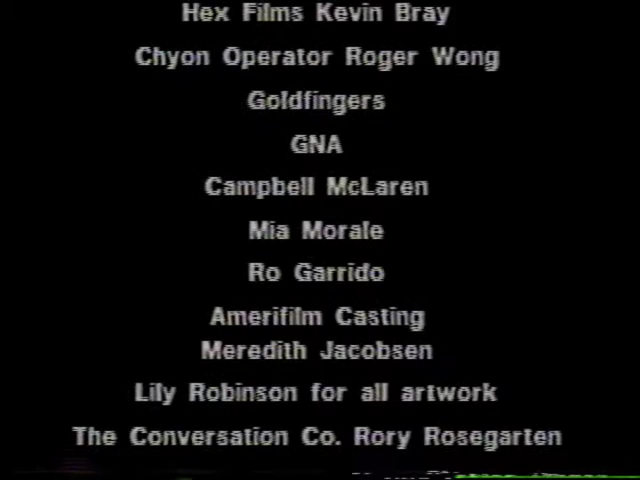 Hex Films Kevin Bray
Chyon Operator Roger Wong
Goldfingers
GNA
Campbell McLaren
Mia Morale
Ro Garrido
Amerifilm Casting
Meredith Jacobsen
Lily Robinson for all artwork
The Conversation Co. Rory Rosegarten